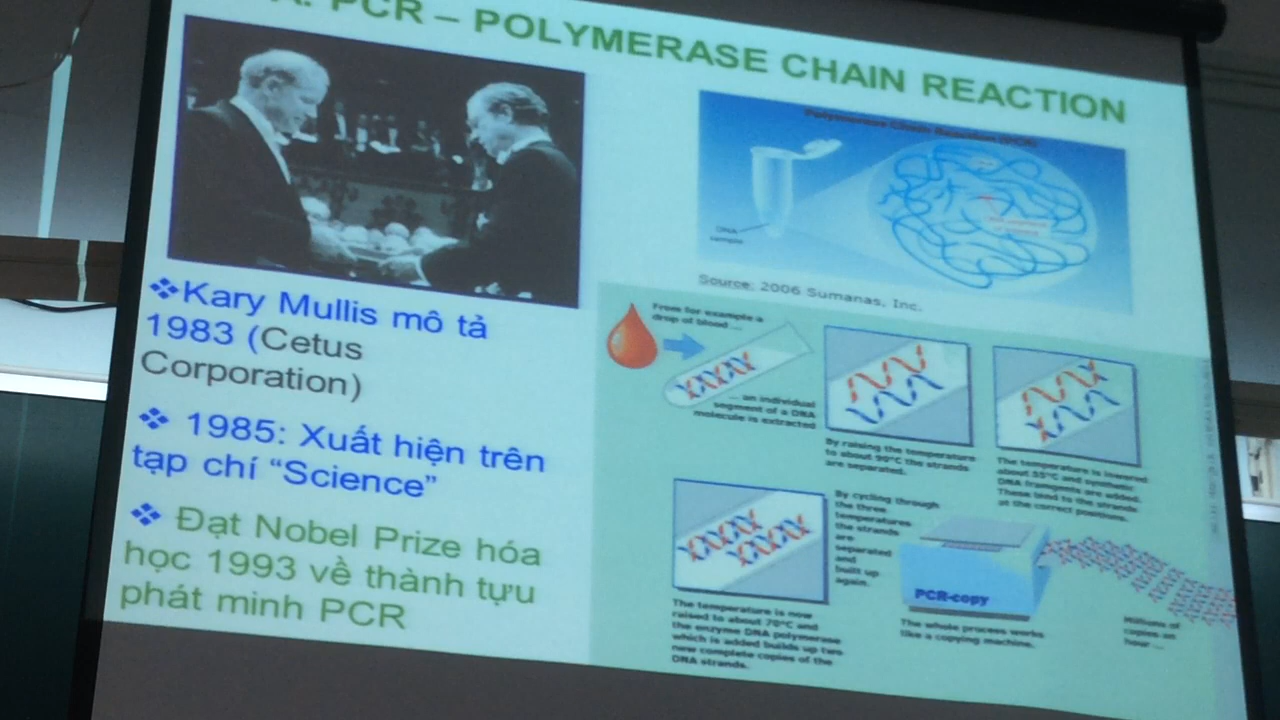 A. PCR – POLYMERASE CHAIN REACTION
Polymerase Chain Reaction (PCR)
DNA
sample
Source: 2006 Sumanas, Inc.
❖Kary Mullis mô tả
1983 (Cetus
Corporation)
❖ 1985: Xuất hiện trên
tạp chí “Science”
❖ Đạt Nobel Prize hóa
học 1993 về thành tựu
phát minh PCR
From for example a
drop of blood ...
... an individual
segment of a DNA
molecule is extracted
By raising the temperature
to about 90°C the strands
are separated.
The temperature is lowered
about 55°C and synthetic
DNA fragments are added.
These bind to the strands
at the correct positions.
The temperature is now
raised to about 70°C and
the enzyme DNA polymerase
which is added builds up two
new complete copies of the
DNA strands.
By cycling through
the three
temperatures
the strands
are
separated
and
built up
again.
PCR-copy
The whole process works
like a copying machine.
Millions of
copies an
hour ...